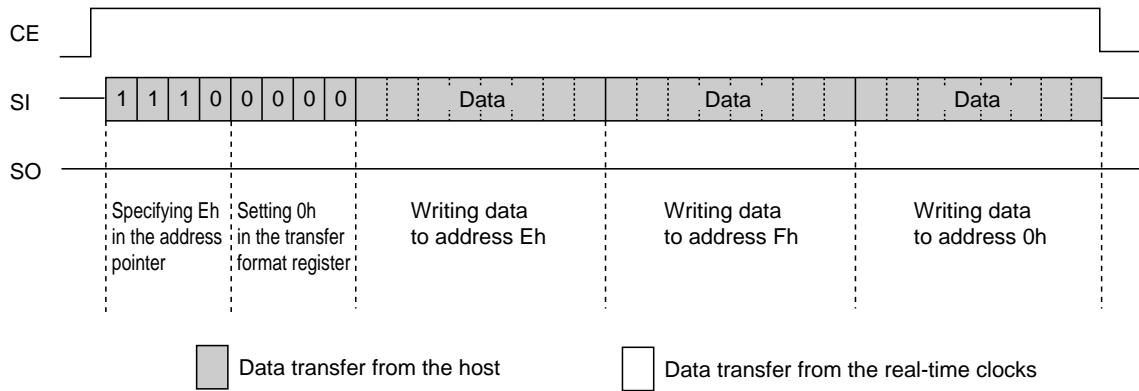 CE
SI 1 1 1 0 0 0 0 0 Data Data Data
SO
Specifying Eh
in the address
pointer
Setting 0h
in the transfer
format register
Writing data
to address Eh
Writing data
to address Fh
Writing data
to address 0h
Data transfer from the host
Data transfer from the real-time clocks